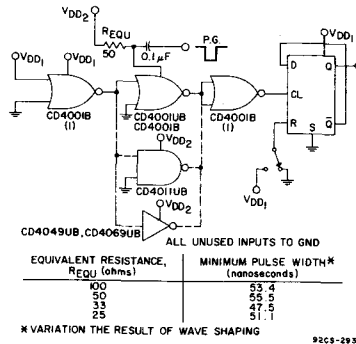 VDD2
REQU
50
0.1µF
P.G.
VDD1
VDD1
VDD1
D Q
CL
R
S Q̅
CD4001B
(1)
CD4001UB
CD4001B
CD4001B
(1)
VDD2
CD4011UB
VDD2
VDD1
CD4049UB, CD4069UB
ALL UNUSED INPUTS TO GND
EQUIVALENT RESISTANCE, MINIMUM PULSE WIDTH*
REQU (ohms) (nanoseconds)
100 53.4
50 55.5
33 47.5
25 51.1
* VARIATION THE RESULT OF WAVE SHAPING
92CS-293